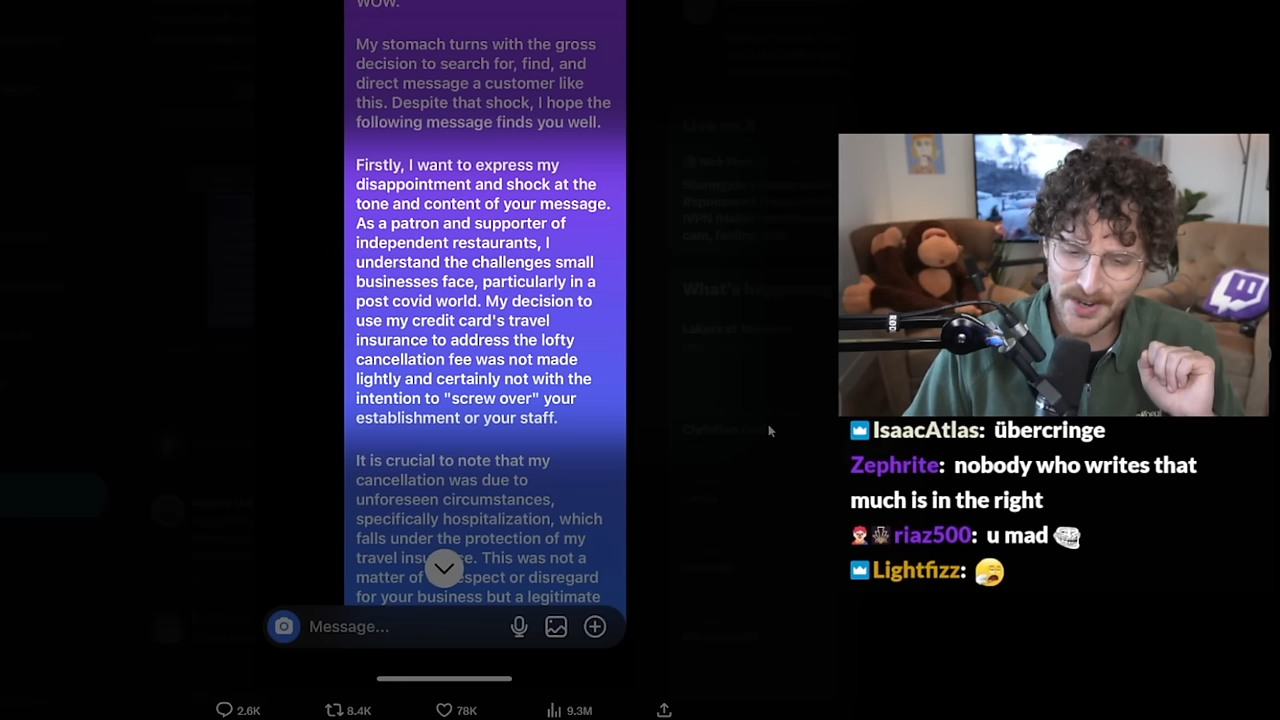 WOW.
My stomach turns with the gross
decision to search for, find, and
direct message a customer like
this. Despite that shock, I hope the
following message finds you well.
Firstly, I want to express my
disappointment and shock at the
tone and content of your message.
As a patron and supporter of
independent restaurants, I
understand the challenges small
businesses face, particularly in a
post covid world. My decision to
use my credit card's travel
insurance to address the lofty
cancellation fee was not made
lightly and certainly not with the
intention to "screw over" your
establishment or your staff.
It is crucial to note that my
cancellation was due to
unforeseen circumstances,
specifically hospitalization, which
falls under the protection of my
travel This was not a
matter of or disregard
for your business but a legitimate
Message...
2.6K
8.4K
78K
9.3M
IsaacAtlas: übercringe
Zephrite: nobody who writes that
much is in the right
riaz500: u mad
Lightfizz: